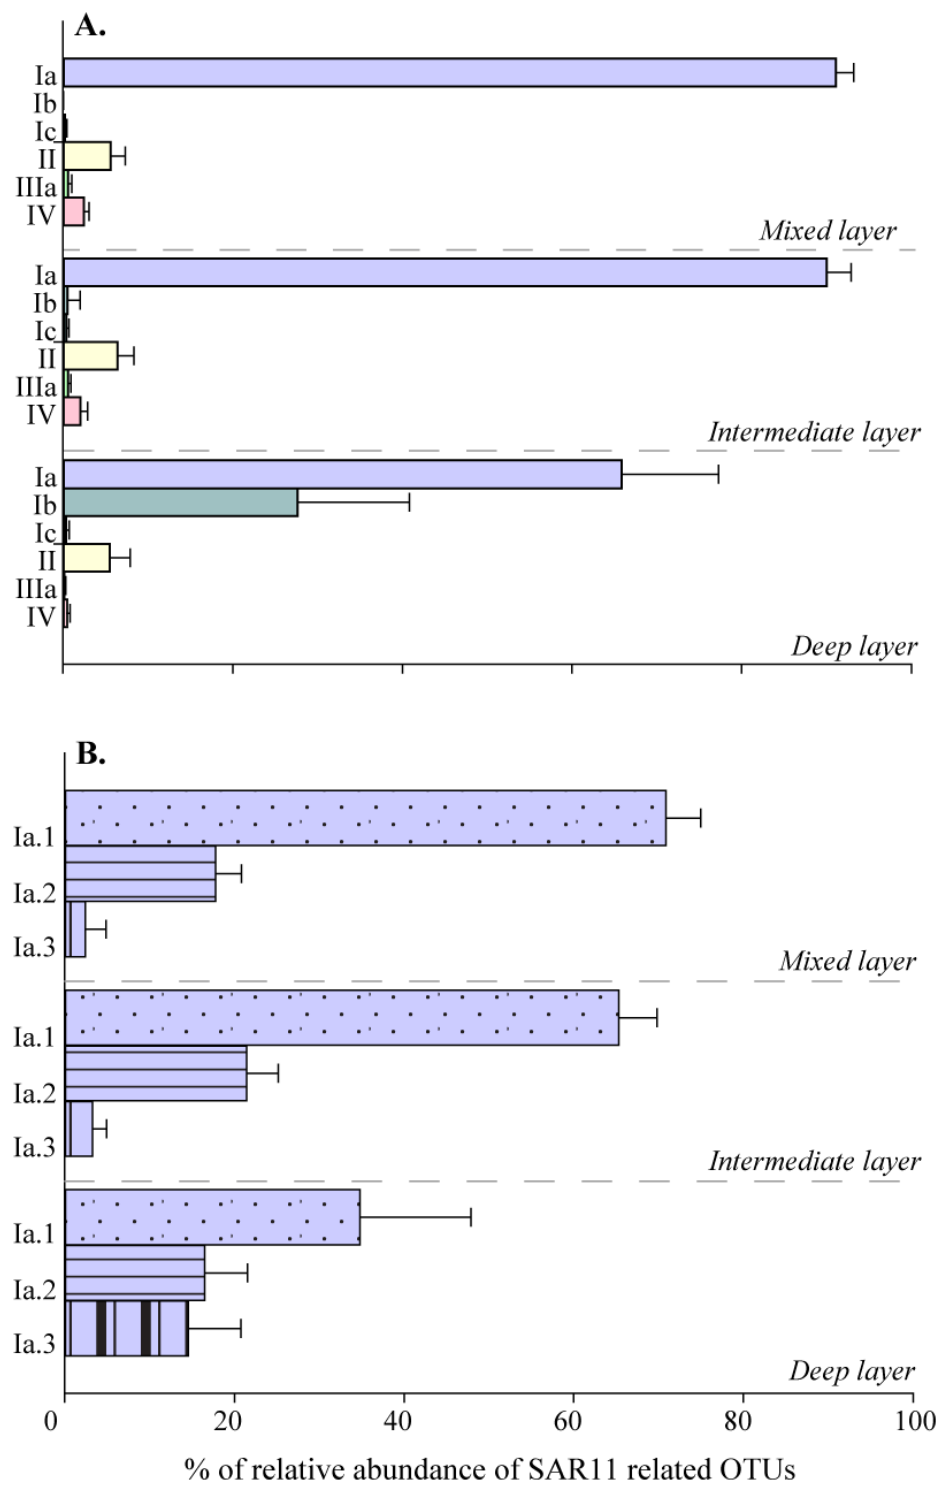 A.
Ia
Ib
Ic
II
IIIa
IV
Mixed layer
Ia
Ib
Ic
II
IIIa
IV
Intermediate layer
Ia
Ib
Ic
II
IIIa
IV
Deep layer
B.
Ia.1
Ia.2
Ia.3
Mixed layer
Ia.1
Ia.2
Ia.3
Intermediate layer
Ia.1
Ia.2
Ia.3
Deep layer
0 20 40 60 80 100
% of relative abundance of SAR11 related OTUs